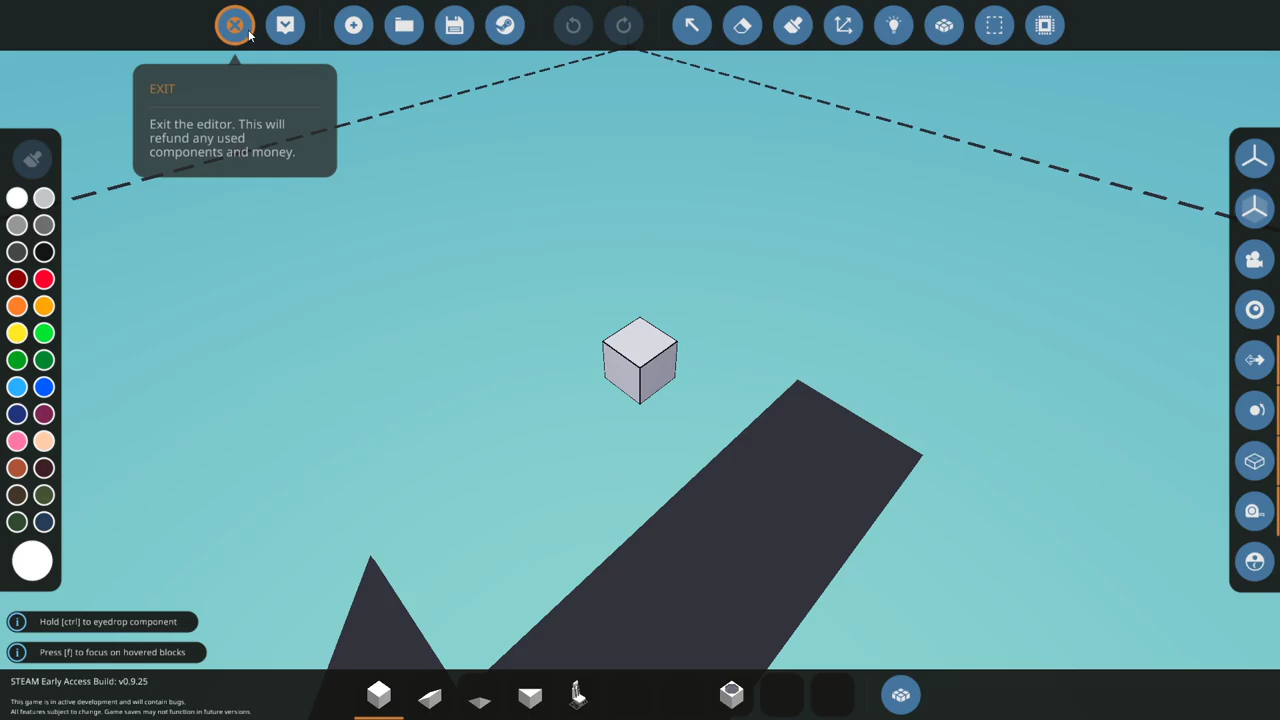 EXIT
Exit the editor. This will
refund any used
components and money.
Hold [ctrl] to eyedrop component
Press [f] to focus on hovered blocks
STEAM Early Access Build: v0.9.25
This game is in active development and will contain bugs.
All features subject to change. Game saves may not function in future versions.